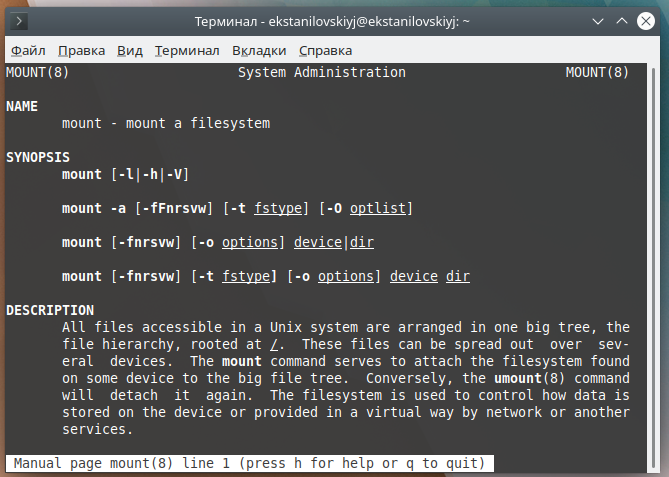 Терминал - ekstanilovskiyj@ekstanilovskiyj: ~
Файл Правка Вид Терминал Вкладки Справка
MOUNT(8) System Administration MOUNT(8)
NAME
mount - mount a filesystem
SYNOPSIS
mount [-l|-h|-V]
mount -a [-fFnrsvw] [-t fstype] [-O optlist]
mount [-fnrsvw] [-o options] device|dir
mount [-fnrsvw] [-t fstype] [-o options] device dir
DESCRIPTION
All files accessible in a Unix system are arranged in one big tree, the
file hierarchy, rooted at /. These files can be spread out over sev-
eral devices. The mount command serves to attach the filesystem found
on some device to the big file tree. Conversely, the umount(8) command
will detach it again. The filesystem is used to control how data is
stored on the device or provided in a virtual way by network or another
services.
Manual page mount(8) line 1 (press h for help or q to quit)